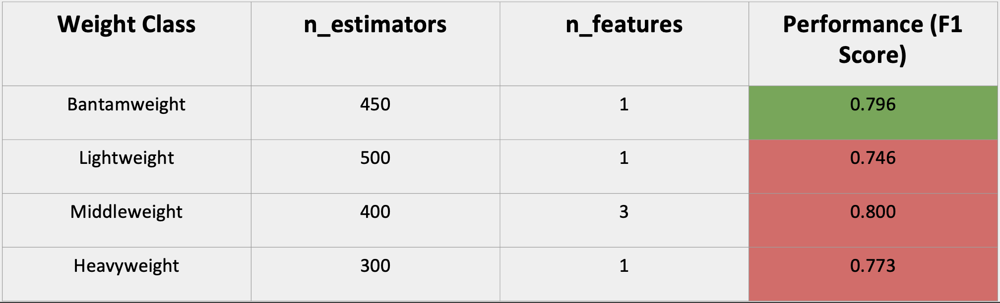 Weight Class n_estimators n_features Performance (F1
Score)
Bantamweight 450 1 0.796
Lightweight 500 1 0.746
Middleweight 400 3 0.800
Heavyweight 300 1 0.773